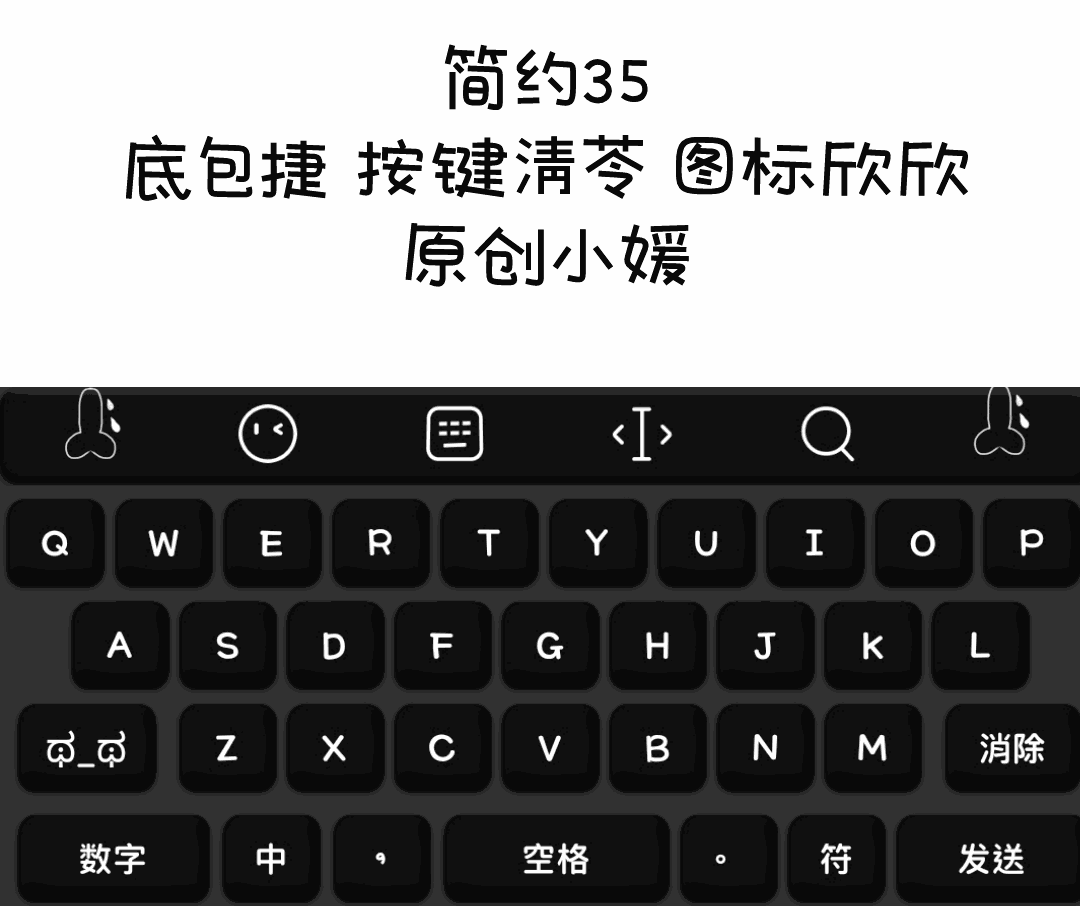 简约35
底包捷 按键清苓 图标欣欣
原创小媛
Q W E R T Y U I O P
A S D F G H J K L
ಥ_ಥ Z X C V B N M 消除
数字 中 , 空格 。 符 发送